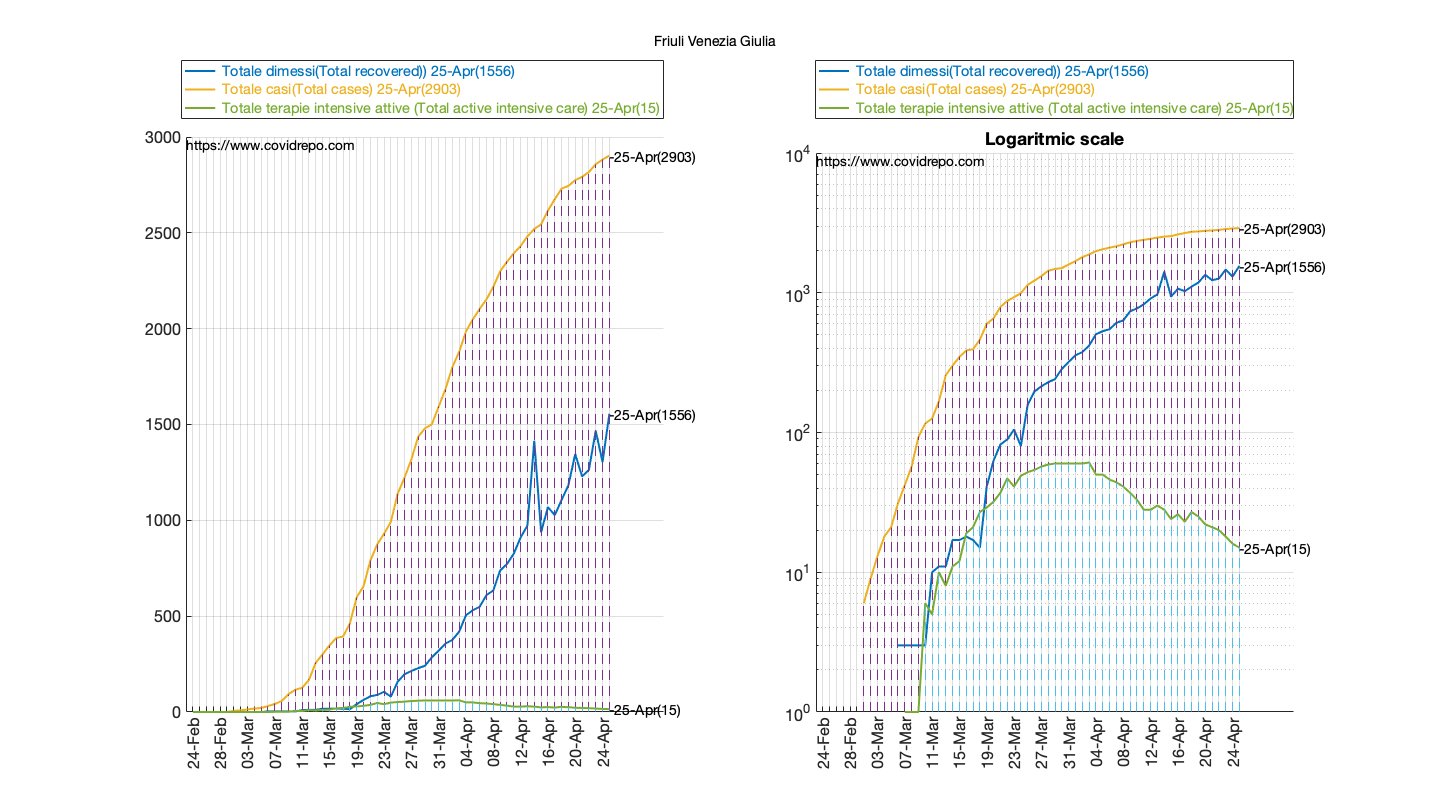 Friuli Venezia Giulia
Totale dimessi(Total recovered)) 25-Apr(1556)
Totale casi(Total cases) 25-Apr(2903)
Totale terapie intensive attive (Total active intensive care) 25-Apr(15)
3000
2500
2000
1500
1000
500
0
https://www.covidrepo.com
25-Apr(2903)
25-Apr(1556)
25-Apr(15)
24-Feb
28-Feb
03-Mar
07-Mar
11-Mar
15-Mar
19-Mar
23-Mar
27-Mar
31-Mar
04-Apr
08-Apr
12-Apr
16-Apr
20-Apr
24-Apr
Totale dimessi(Total recovered)) 25-Apr(1556)
Totale casi(Total cases) 25-Apr(2903)
Totale terapie intensive attive (Total active intensive care) 25-Apr(15)
Logaritmic scale
10^4
10^3
10^2
10^1
10^0
https://www.covidrepo.com
25-Apr(2903)
25-Apr(1556)
25-Apr(15)
24-Feb
28-Feb
03-Mar
07-Mar
11-Mar
15-Mar
19-Mar
23-Mar
27-Mar
31-Mar
04-Apr
08-Apr
12-Apr
16-Apr
20-Apr
24-Apr